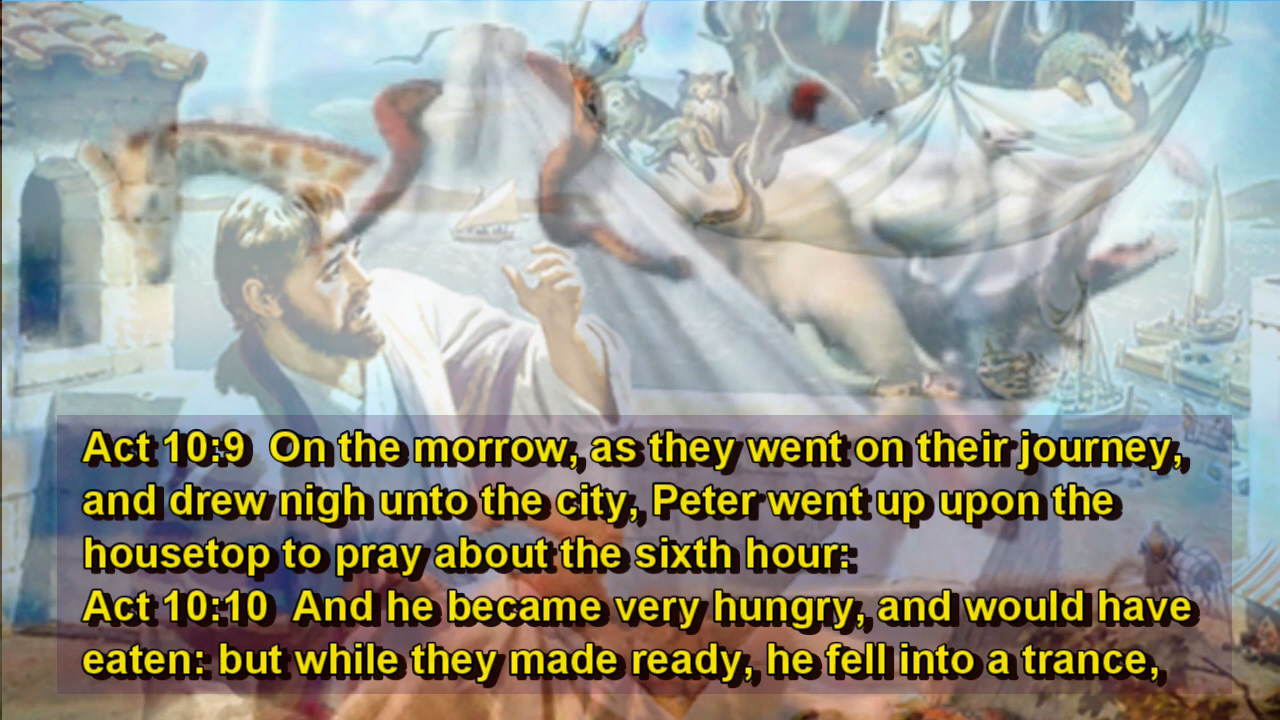 Act 10:9  On the morrow, as they went on their journey,
and drew nigh unto the city, Peter went up upon the
housetop to pray about the sixth hour:
Act 10:10  And he became very hungry, and would have
eaten: but while they made ready, he fell into a trance,